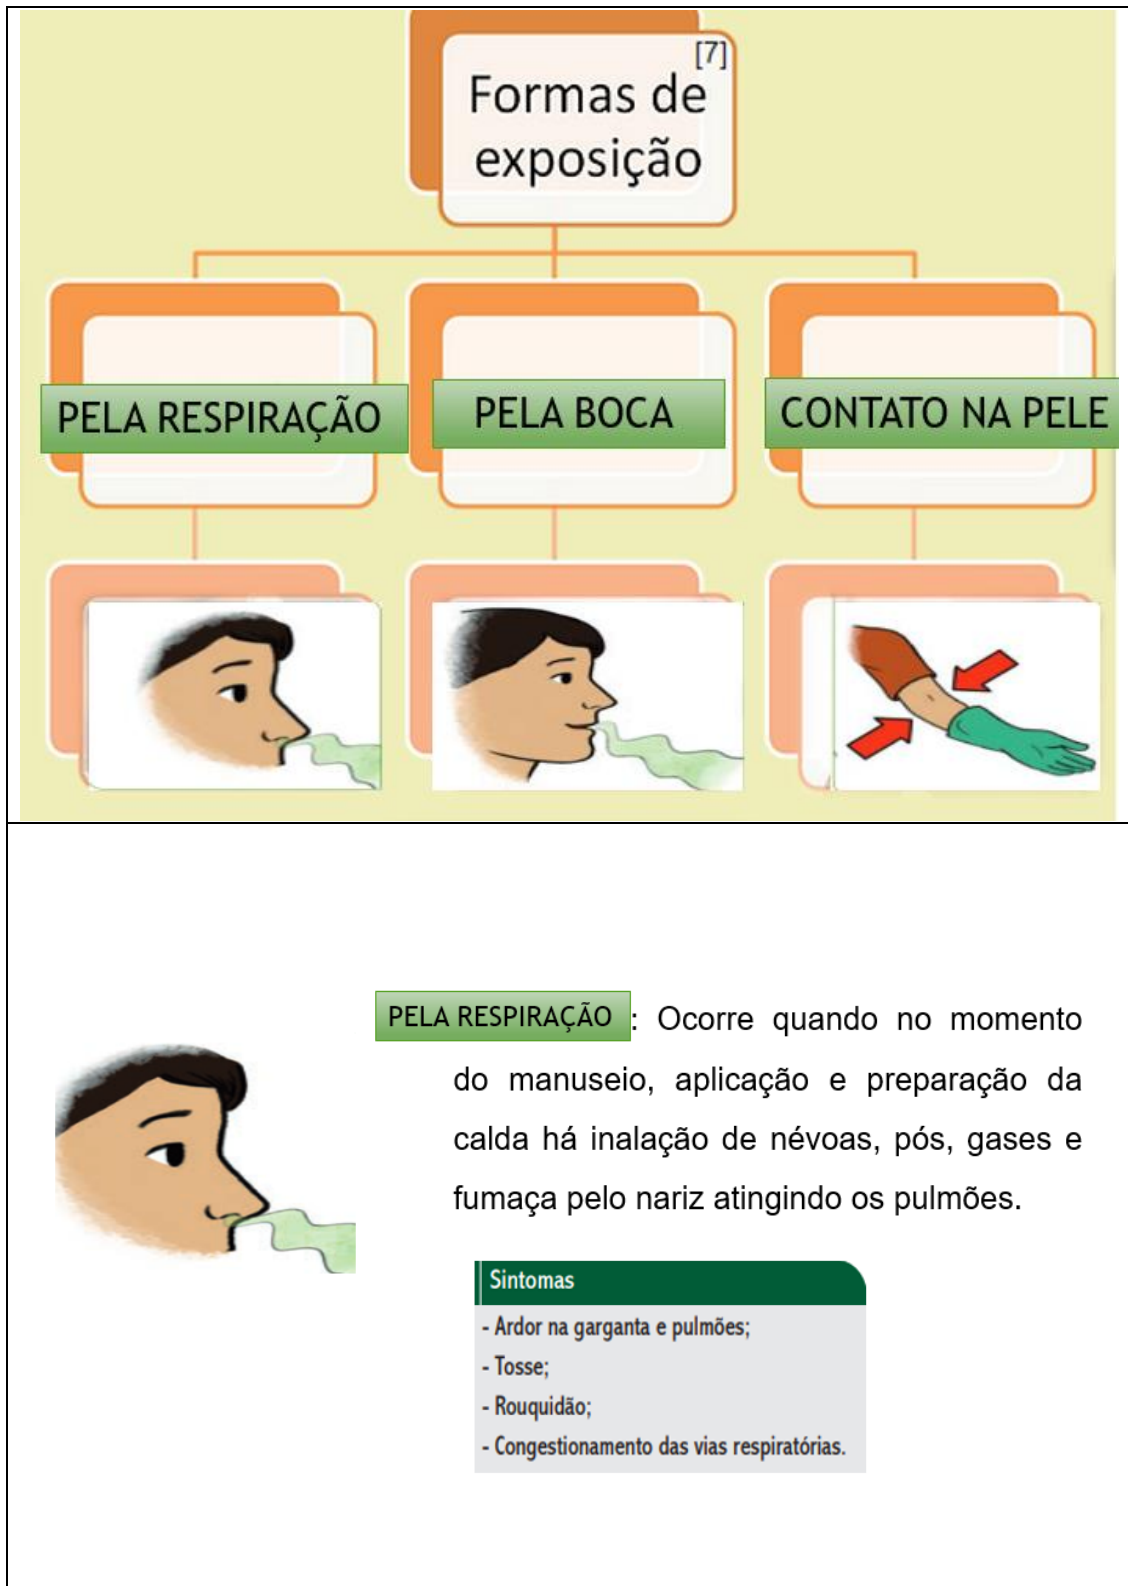 [7]
Formas de
exposição
PELA RESPIRAÇÃO
PELA BOCA
CONTATO NA PELE
PELA RESPIRAÇÃO : Ocorre quando no momento
do manuseio, aplicação e preparação da
calda há inalação de névoas, pós, gases e
fumaça pelo nariz atingindo os pulmões.
Sintomas
- Ardor na garganta e pulmões;
- Tosse;
- Rouquidão;
- Congestionamento das vias respiratórias.